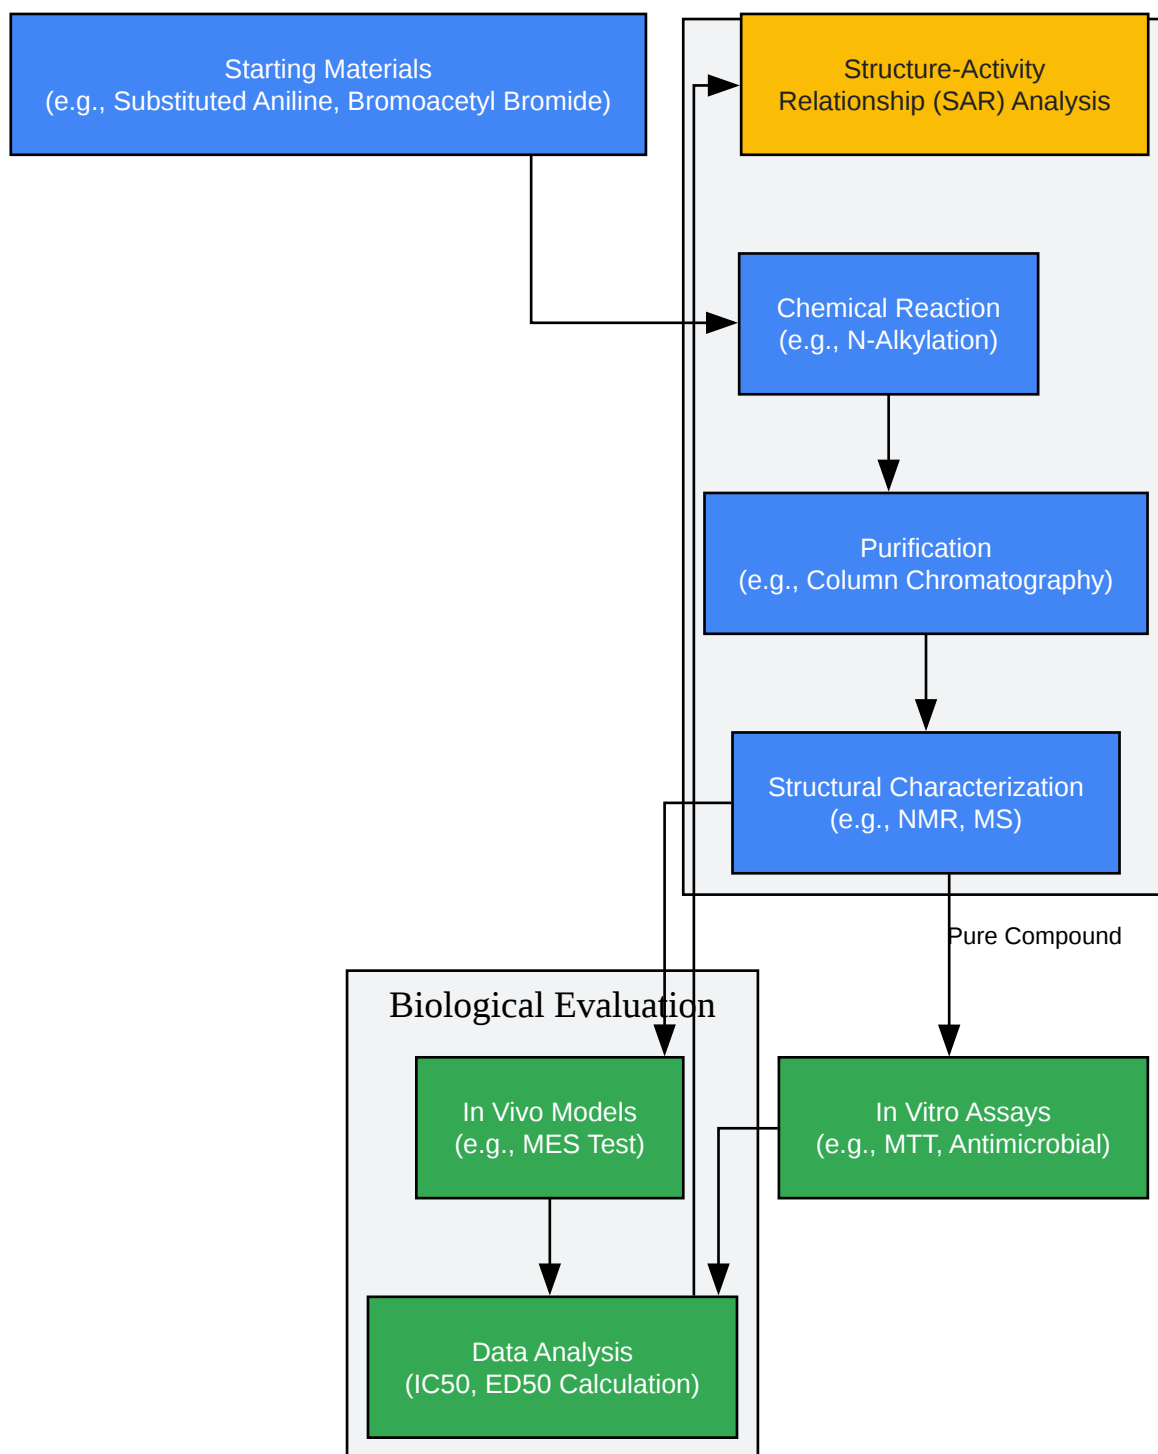 Starting Materials
(e.g., Substituted Aniline, Bromoacetyl Bromide)
Structure-Activity
Relationship (SAR) Analysis
Chemical Reaction
(e.g., N-Alkylation)
Purification
(e.g., Column Chromatography)
Structural Characterization
(e.g., NMR, MS)
Pure Compound
Biological Evaluation
In Vivo Models
(e.g., MES Test)
In Vitro Assays
(e.g., MTT, Antimicrobial)
Data Analysis
(IC50, ED50 Calculation)